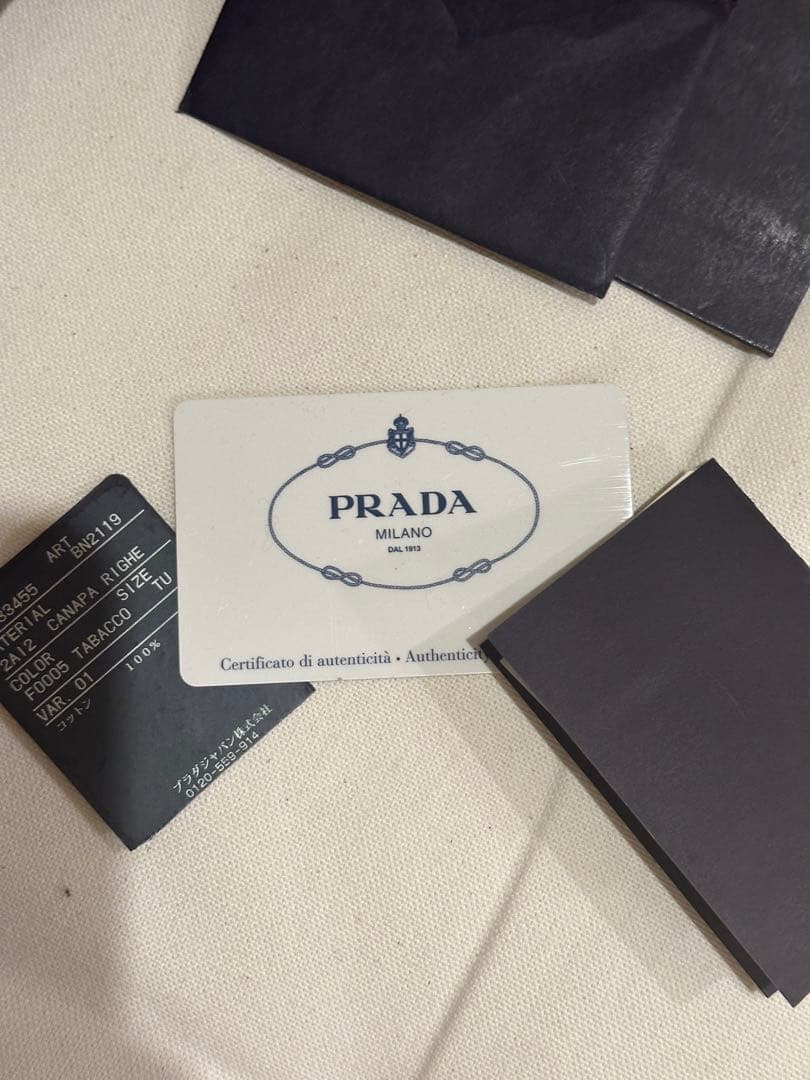 PRADA
MILANO
DAL 1913
Certificato di autenticità • Authenticity
ART BN2119
2AI2 CANAPA RIGHE
COLOR SIZE
F0005 TABACCO TU
VAR. 01
コットン 100%
プラダジャパン株式会社
0120-559-914